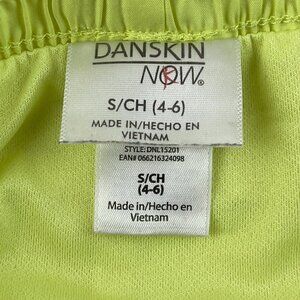 DANSKIN
NOW®
S/CH (4-6)
MADE IN/HECHO EN
VIETNAM
STYLE: DNL15201
EAN# 066216324098
S/CH
(4-6)
Made in/Hecho en
Vietnam